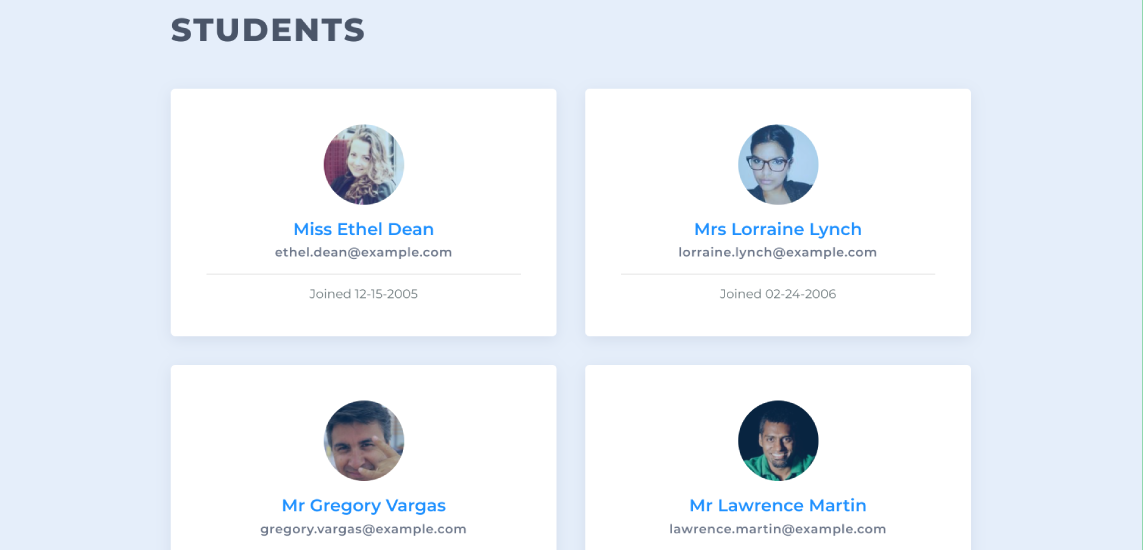 STUDENTS
Miss Ethel Dean
ethel.dean@example.com
Joined 12-15-2005
Mrs Lorraine Lynch
lorraine.lynch@example.com
Joined 02-24-2006
Mr Gregory Vargas
gregory.vargas@example.com
Mr Lawrence Martin
lawrence.martin@example.com